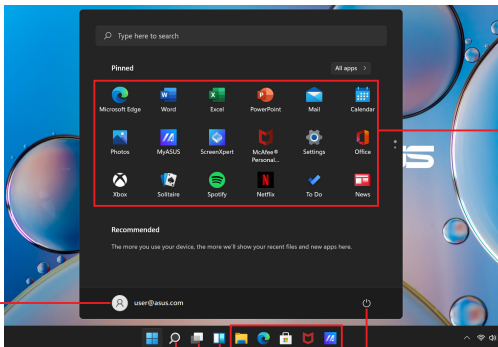 Type here to search
Pinned
All apps >
Microsoft Edge Word Excel PowerPoint Mail Calendar
Photos MyASUS ScreenXpert McAfee® Personal... Settings Office
Xbox Solitaire Spotify Netflix To Do News
Recommended
The more you use your device, the more we'll show your recent files and new apps here.
user@asus.com